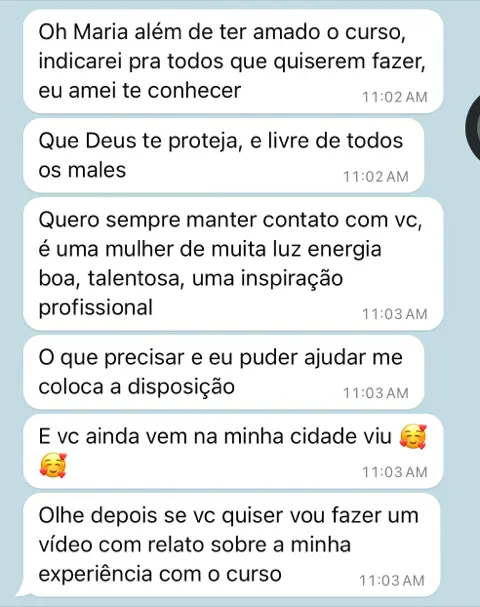 Oh Maria além de ter amado o curso,
indicarei pra todos que quiserem fazer,
eu amei te conhecer
11:02 AM
Que Deus te proteja, e livre de todos
os males
11:02 AM
Quero sempre manter contato com vc,
é uma mulher de muita luz energia
boa, talentosa, uma inspiração
profissional
11:03 AM
O que precisar e eu puder ajudar me
coloca a disposição
11:03 AM
E vc ainda vem na minha cidade viu 🥰
🥰
11:03 AM
Olhe depois se vc quiser vou fazer um
vídeo com relato sobre a minha
experiência com o curso
11:03 AM